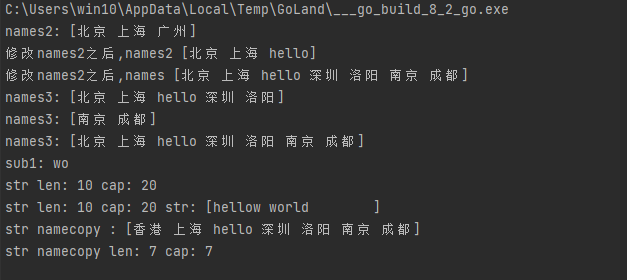 C:\Users\win10\AppData\Local\Temp\GoLand\___go_build_8_2_go.exe
names2: [北京 上海 广州]
修改names2之后,names2 [北京 上海 hello]
修改names2之后,names [北京 上海 hello 深圳 洛阳 南京 成都]
names3: [北京 上海 hello 深圳 洛阳]
names3: [南京 成都]
names3: [北京 上海 hello 深圳 洛阳 南京 成都]
sub1: wo
str len: 10 cap: 20
str len: 10 cap: 20 str: [hellow world        ]
str namecopy : [香港 上海 hello 深圳 洛阳 南京 成都]
str namecopy len: 7 cap: 7